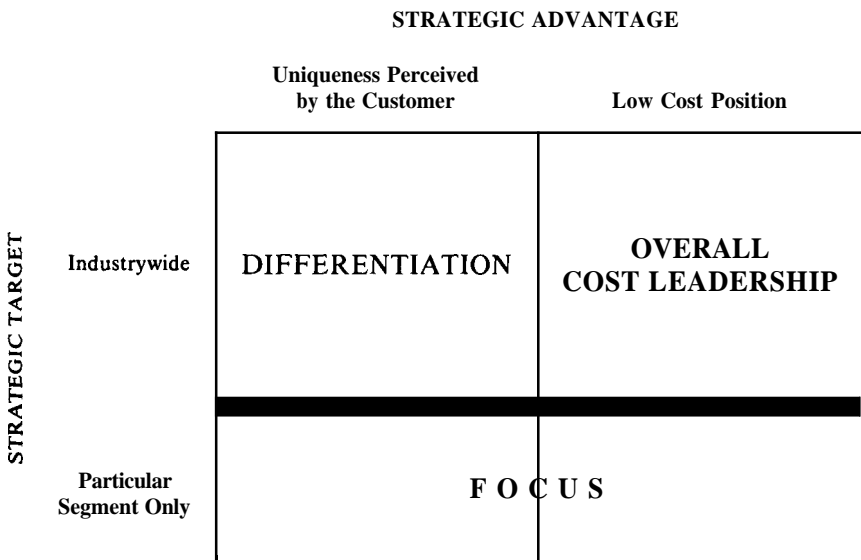 STRATEGIC ADVANTAGE
Uniqueness Perceived
by the Customer
Low Cost Position
STRATEGIC TARGET
Industrywide
DIFFERENTIATION
OVERALL
COST LEADERSHIP
Particular
Segment Only
F O C U S